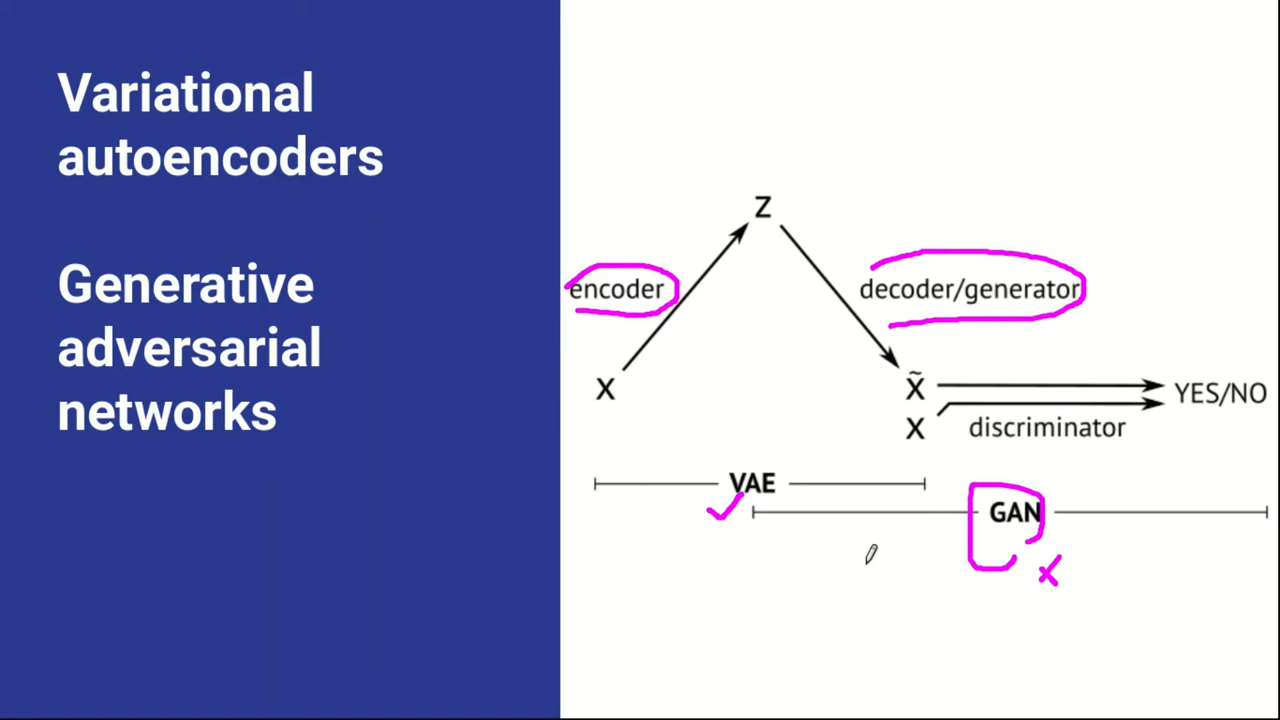 Variational
autoencoders
Generative
adversarial
networks
z
encoder
decoder/generator
x
x̃
YES/NO
x
discriminator
VAE
GAN